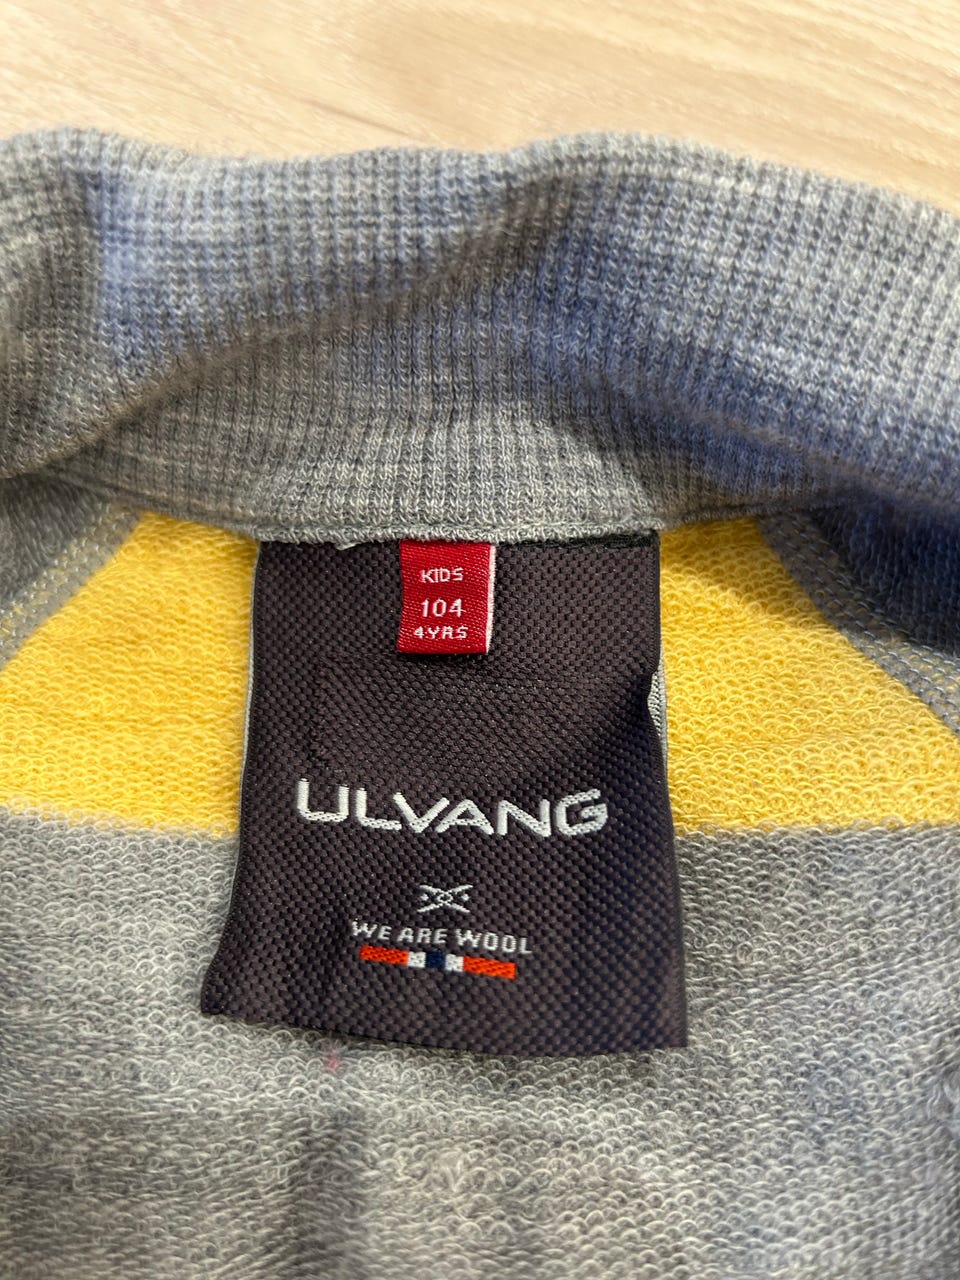 KIDS
104
4YRS
ULVANG
WE ARE WOOL